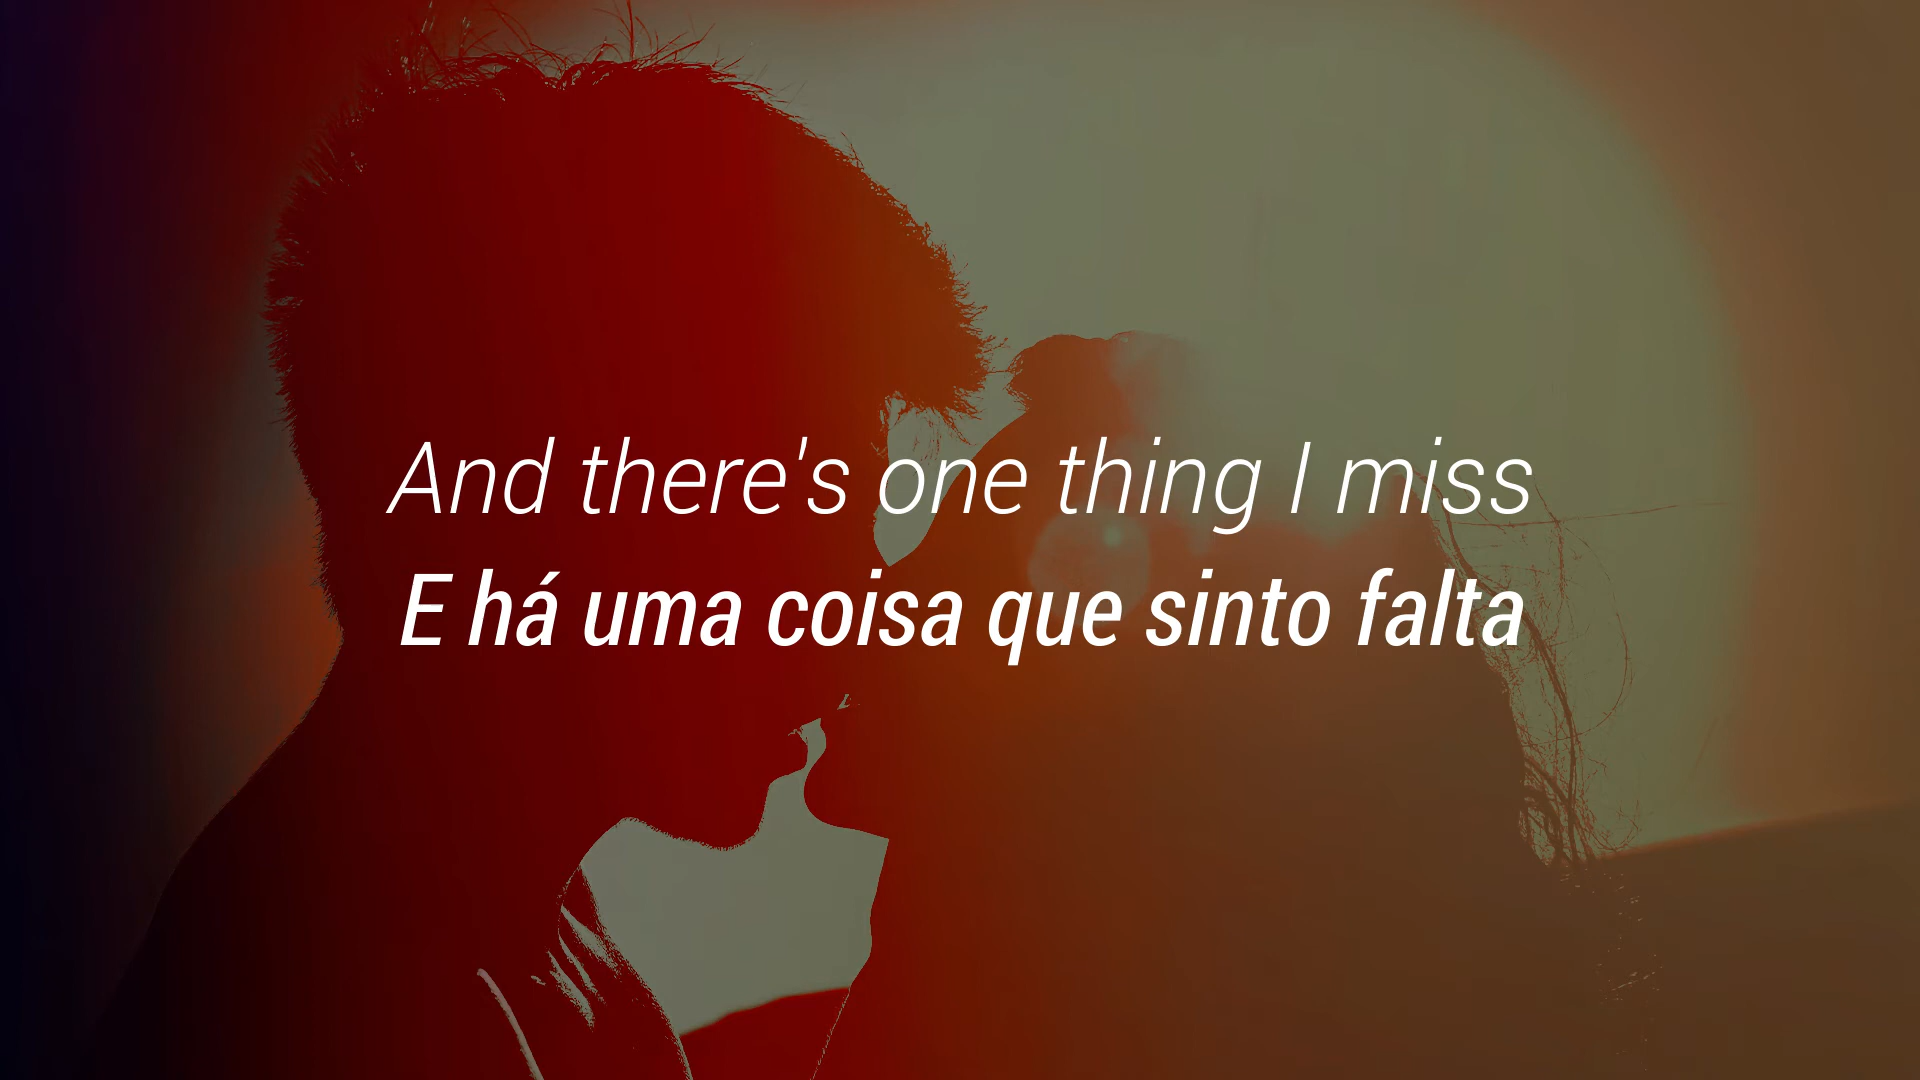 And there's one thing I miss
E há uma coisa que sinto falta